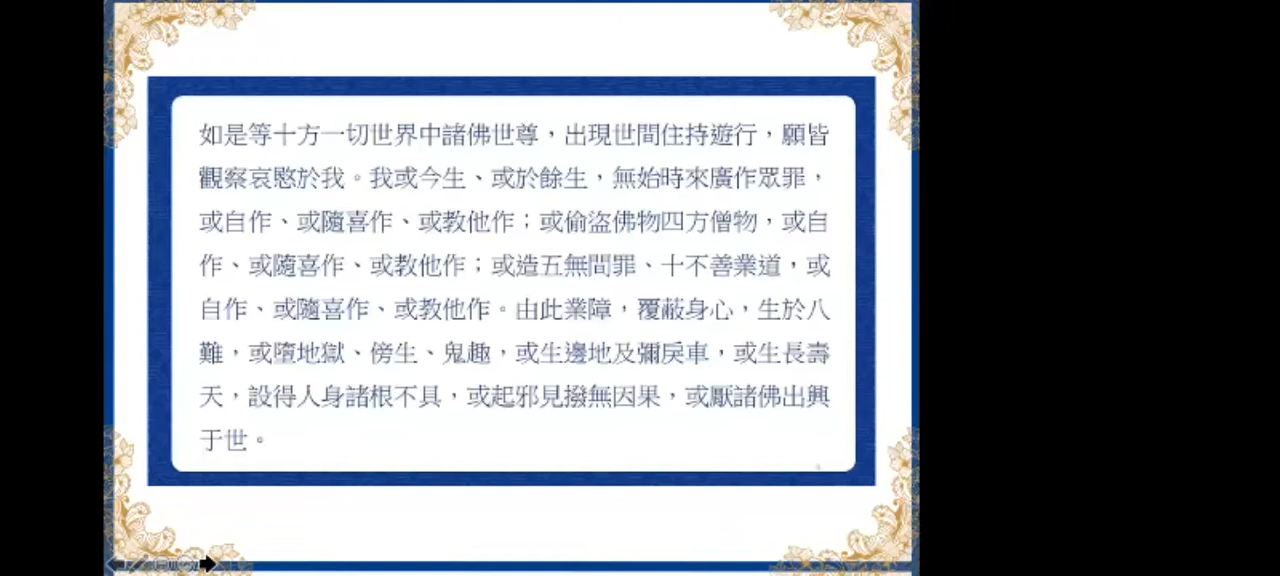 如是等十方一切世界中諸佛世尊，出現世間住持遊行，願皆
觀察哀愍於我。我或今生、或於餘生，無始時來廣作眾罪，
或自作、或隨喜作、或教他作；或偷盜佛物四方僧物，或自
作、或隨喜作、或教他作；或造五無間罪、十不善業道，或
自作、或隨喜作、或教他作。由此業障，覆蔽身心，生於八
難，或墮地獄、傍生、鬼趣，或生邊地及彌戾車，或生長壽
天，設得人身諸根不具，或起邪見撥無因果，或厭諸佛出興
于世。